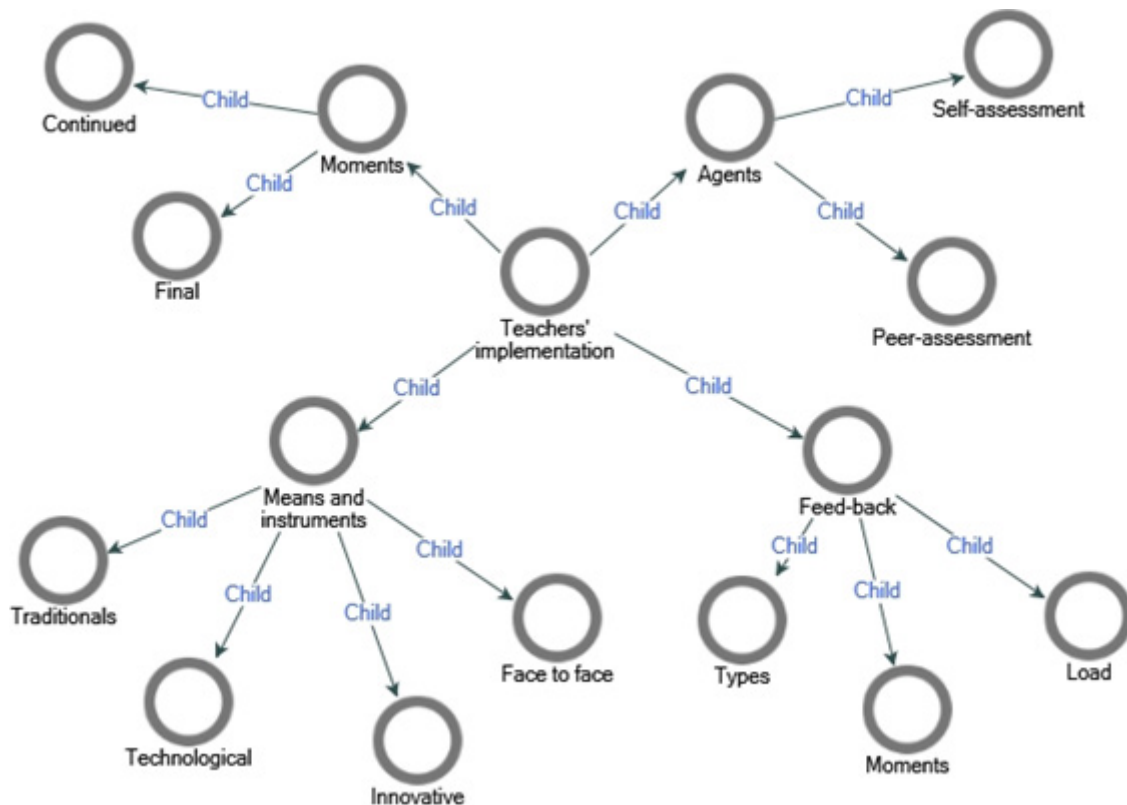 Child
Self-assessment
Continued
Child
Moments
Agents
Child
Child
Child
Child
Final
Peer-assessment
Teachers'
implementation
Child
Child
Means and
instruments
Feed-back
Child
Child
Child
Child
Traditionals
Child
Child
Child
Face to face
Types
Load
Technological
Moments
Innovative